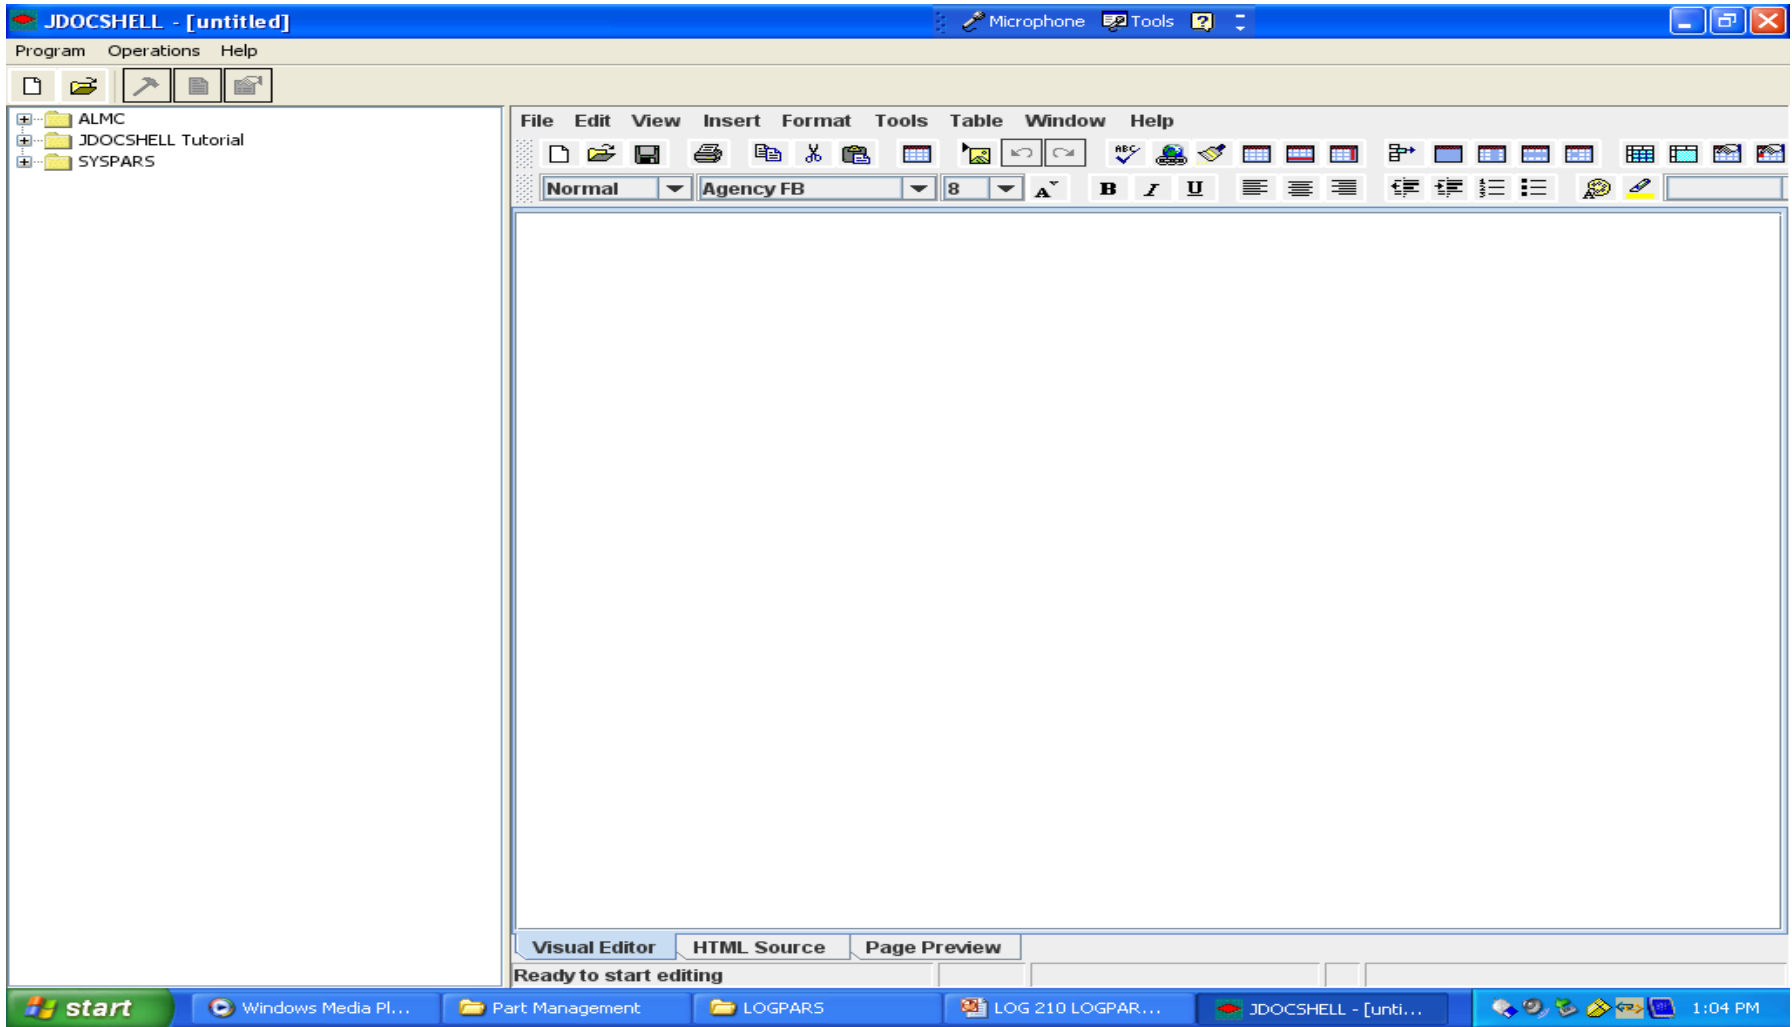 JDOCSHELL - [untitled]
Microphone Tools
Program Operations Help
ALMC
JDOCSHELL Tutorial
SYSPARS
File Edit View Insert Format Tools Table Window Help
ABC
Normal Agency FB 8 A B I U A
Visual Editor HTML Source Page Preview
Ready to start editing
start Windows Media Pl... Part Management LOGPARS LOG 210 LOGPAR... JDOCSHELL - [unti... 1:04 PM